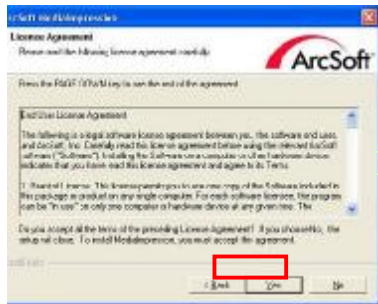 ArcSoft MediaImpression
License Agreement
Please read the following license agreement carefully.
ArcSoft
Press the PAGE DOWN key to see the rest of the agreement.
End User License Agreement
The following is a legal software license agreement between you, the software end user,
and ArcSoft, Inc. Carefully read this license agreement before using the relevant ArcSoft
software ("Software"). Installing the Software on a computer or other hardware device
indicates that you have read this license agreement and agree to its Terms.
1. Grant of License. This license permits you to use one copy of the Software included in
this package or product on any single computer. For each software licensee, the program
can be "in use" on only one computer or hardware device at any given time. The
Do you accept all the terms of the preceding License Agreement? If you choose No, the
setup will close. To install MediaImpression, you must accept this agreement.
< Back
Yes
No